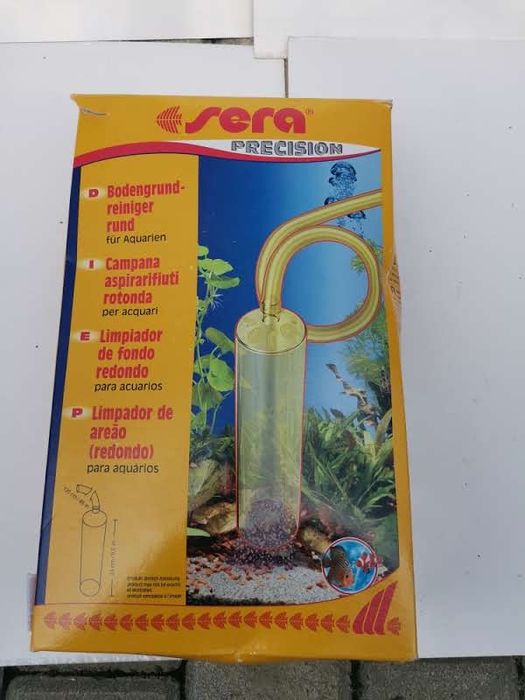 sera®
PRECISION
D Bodengrund-
reiniger
rund
für Aquarien
I Campana
aspirarifiuti
rotonda
per acquari
E Limpiador
de fondo
redondo
para acuarios
P Limpador de
areão
(redondo)
para aquários